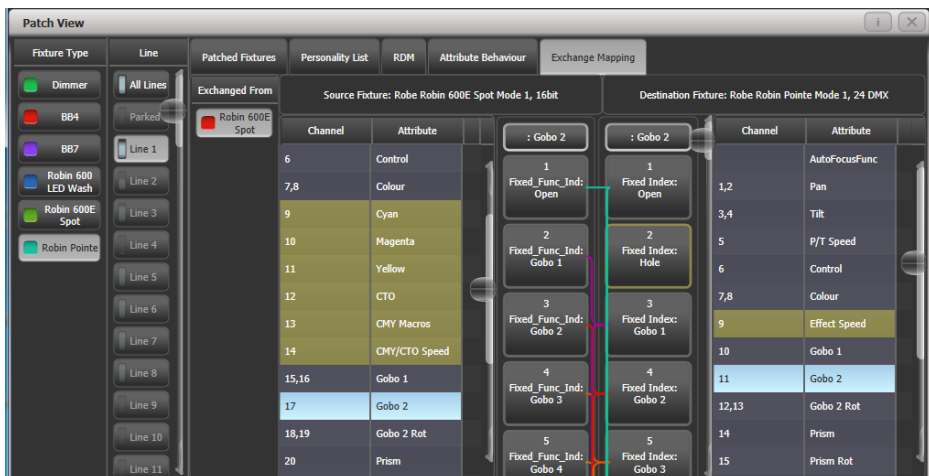 Patch View
i
Fixture Type
Line
Patched Fixtures
Personality List
RDM
Attribute Behaviour
Exchange Mapping
Dimmer
BB4
BB7
Robin 600
LED Wash
Robin 600E
Spot
Robin Pointe
All Lines
Parked
Line 1
Line 2
Line 3
Line 4
Line 5
Line 6
Line 7
Line 8
Line 9
Line 10
Line 11
Exchanged From
Robin 600E
Spot
Source Fixture: Robe Robin 600E Spot Mode 1, 16bit
Destination Fixture: Robe Robin Pointe Mode 1, 24 DMX
Channel Attribute
6 Control
7,8 Colour
9 Cyan
10 Magenta
11 Yellow
12 CTO
13 CMY Macros
14 CMY/CTO Speed
15,16 Gobo 1
17 Gobo 2
18,19 Gobo 2 Rot
20 Prism
: Gobo 2
1
Fixed_Func_Ind:
Open
2
Fixed_Func_Ind:
Gobo 1
3
Fixed_Func_Ind:
Gobo 2
4
Fixed_Func_Ind:
Gobo 3
5
Fixed_Func_Ind:
Gobo 4
: Gobo 2
1
Fixed Index:
Open
2
Fixed Index:
Hole
3
Fixed Index:
Gobo 1
4
Fixed Index:
Gobo 2
5
Fixed Index:
Gobo 3
Channel Attribute
AutoFocusFunc
1,2 Pan
3,4 Tilt
5 P/T Speed
6 Control
7,8 Colour
9 Effect Speed
10 Gobo 1
11 Gobo 2
12,13 Gobo 2 Rot
14 Prism
15 Prism Rot